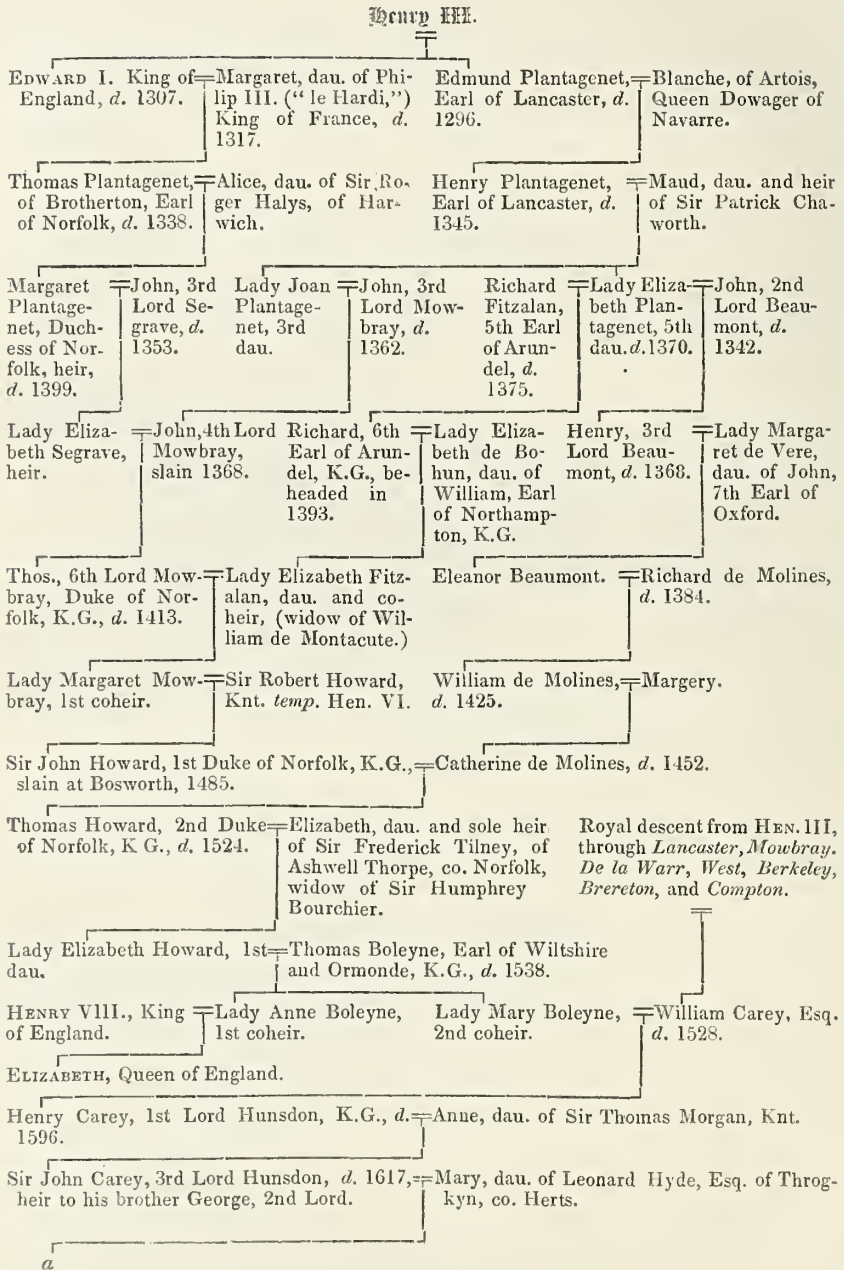 Henry III.
EDWARD I. King of England, d. 1307.
Margaret, dau. of Philip III. ("le Hardi,") King of France, d. 1317.
Edmund Plantagenet, Earl of Lancaster, d. 1296.
Blanche, of Artois, Queen Dowager of Navarre.
Thomas Plantagenet, of Brotherton, Earl of Norfolk, d. 1338.
Alice, dau. of Sir Roger Halys, of Harwich.
Henry Plantagenet, Earl of Lancaster, d. 1345.
Maud, dau. and heir of Sir Patrick Chaworth.
Margaret Plantagenet, Duchess of Norfolk, heir, d. 1399.
John, 3rd Lord Segrave, d. 1353.
Lady Joan Plantagenet, 3rd dau.
John, 3rd Lord Mowbray, d. 1362.
Richard Fitzalan, 5th Earl of Arundel, d. 1375.
Lady Elizabeth Plantagenet, 5th dau. d. 1370.
John, 2nd Lord Beaumont, d. 1342.
Lady Elizabeth Segrave, heir.
John, 4th Lord Mowbray, slain 1368.
Richard, 6th Earl of Arundel, K.G., beheaded in 1393.
Lady Elizabeth de Bohun, dau. of William, Earl of Northampton, K.G.
Henry, 3rd Lord Beaumont, d. 1368.
Lady Margaret de Vere, dau. of John, 7th Earl of Oxford.
Thos., 6th Lord Mowbray, Duke of Norfolk, K.G., d. 1413.
Lady Elizabeth Fitzalan, dau. and coheir, (widow of William de Montacute.)
Eleanor Beaumont.
Richard de Molines, d. 1384.
Lady Margaret Mowbray, 1st coheir.
Sir Robert Howard, Knt. temp. Hen. VI.
William de Molines, d. 1425.
Margery.
Sir John Howard, 1st Duke of Norfolk, K.G., slain at Bosworth, 1485.
Catherine de Molines, d. 1452.
Thomas Howard, 2nd Duke of Norfolk, K G., d. 1524.
Elizabeth, dau. and sole heir of Sir Frederick Tilney, of Ashwell Thorpe, co. Norfolk, widow of Sir Humphrey Bourchier.
Royal descent from HEN. III, through Lancaster, Mowbray. De la Warr, West, Berkeley, Brereton, and Compton.
Lady Elizabeth Howard, 1st dau.
Thomas Boleyne, Earl of Wiltshire and Ormonde, K.G., d. 1538.
HENRY VIII., King of England.
Lady Anne Boleyne, 1st coheir.
Lady Mary Boleyne, 2nd coheir.
William Carey, Esq. d. 1528.
ELIZABETH, Queen of England.
Henry Carey, 1st Lord Hunsdon, K.G., d. 1596.
Anne, dau. of Sir Thomas Morgan, Knt.
Sir John Carey, 3rd Lord Hunsdon, d. 1617, heir to his brother George, 2nd Lord.
Mary, dau. of Leonard Hyde, Esq. of Throgkyn, co. Herts.
a